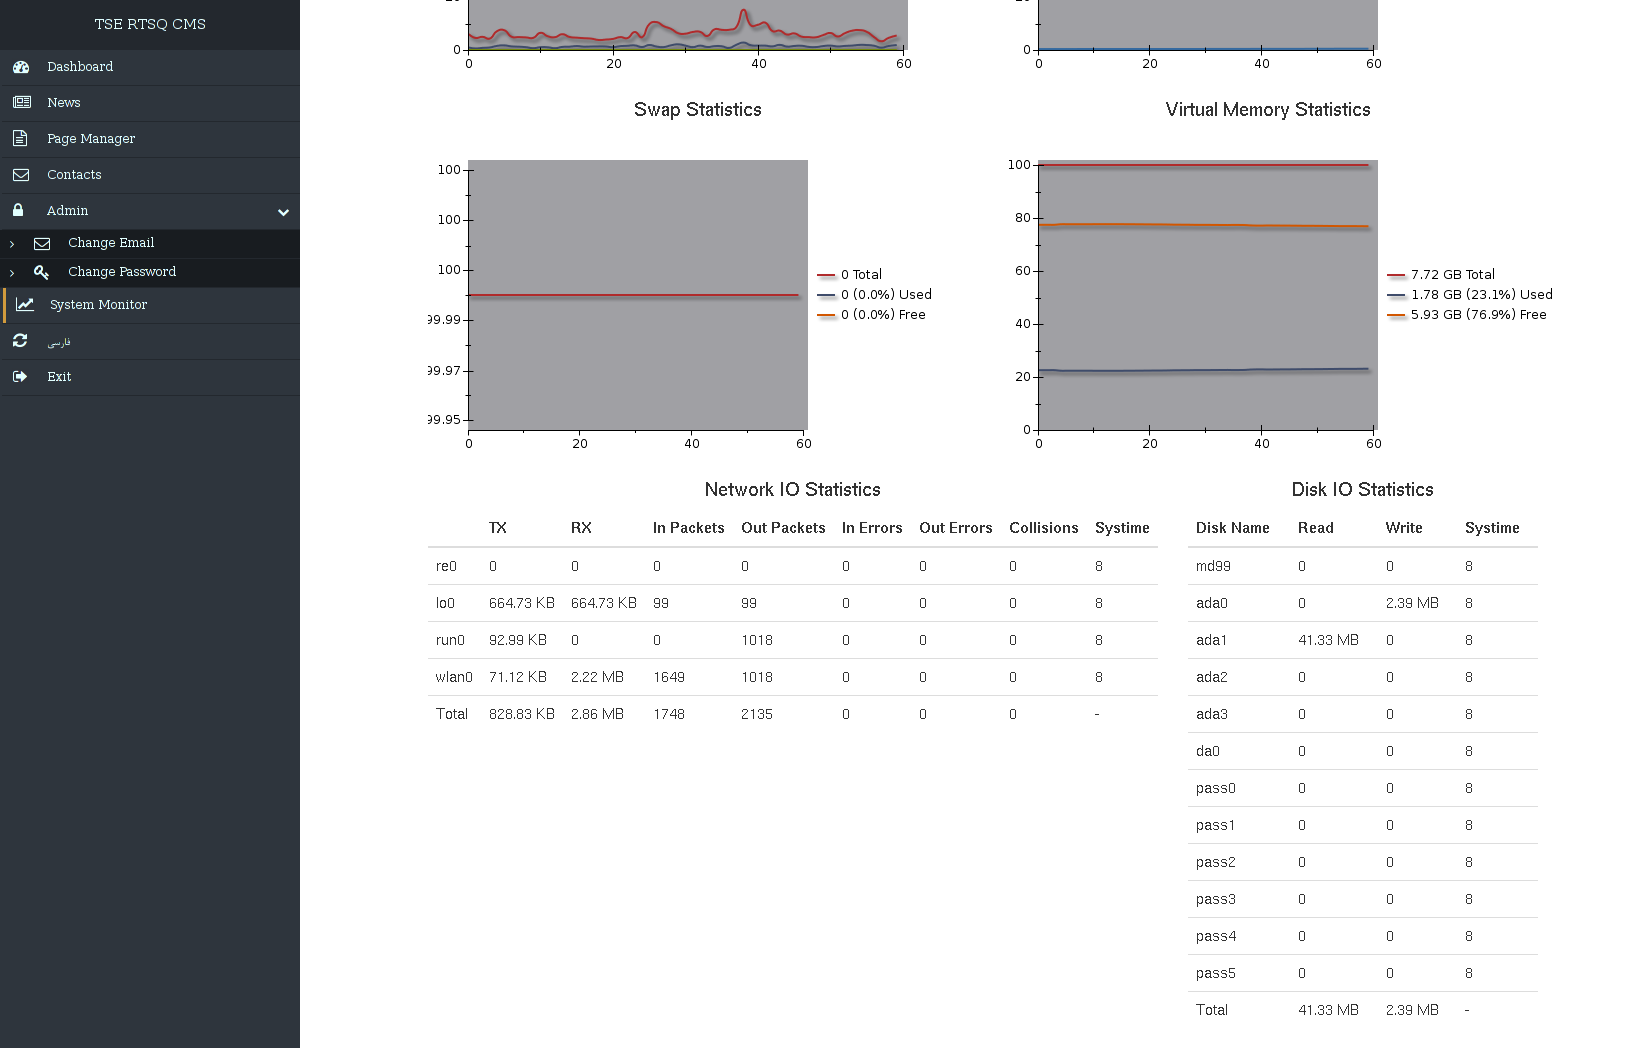 TSE RTSQ CMS
Dashboard
News
Page Manager
Contacts
Admin
Change Email
Change Password
System Monitor
فارسی
Exit
0
0 20 40 60
0
0 20 40 60
Swap Statistics
100
100
100
99.99
99.97
99.95
0 20 40 60
0 Total
0 (0.0%) Used
0 (0.0%) Free
Virtual Memory Statistics
100
80
60
40
20
0
0 20 40 60
7.72 GB Total
1.78 GB (23.1%) Used
5.93 GB (76.9%) Free
Network IO Statistics
TX RX In Packets Out Packets In Errors Out Errors Collisions Systime
re0 0 0 0 0 0 0 0 8
lo0 664.73 KB 664.73 KB 99 99 0 0 0 8
run0 92.99 KB 0 0 1018 0 0 0 8
wlan0 71.12 KB 2.22 MB 1649 1018 0 0 0 8
Total 828.83 KB 2.86 MB 1748 2135 0 0 0 -
Disk IO Statistics
Disk Name Read Write Systime
md99 0 0 8
ada0 0 2.39 MB 8
ada1 41.33 MB 0 8
ada2 0 0 8
ada3 0 0 8
da0 0 0 8
pass0 0 0 8
pass1 0 0 8
pass2 0 0 8
pass3 0 0 8
pass4 0 0 8
pass5 0 0 8
Total 41.33 MB 2.39 MB -